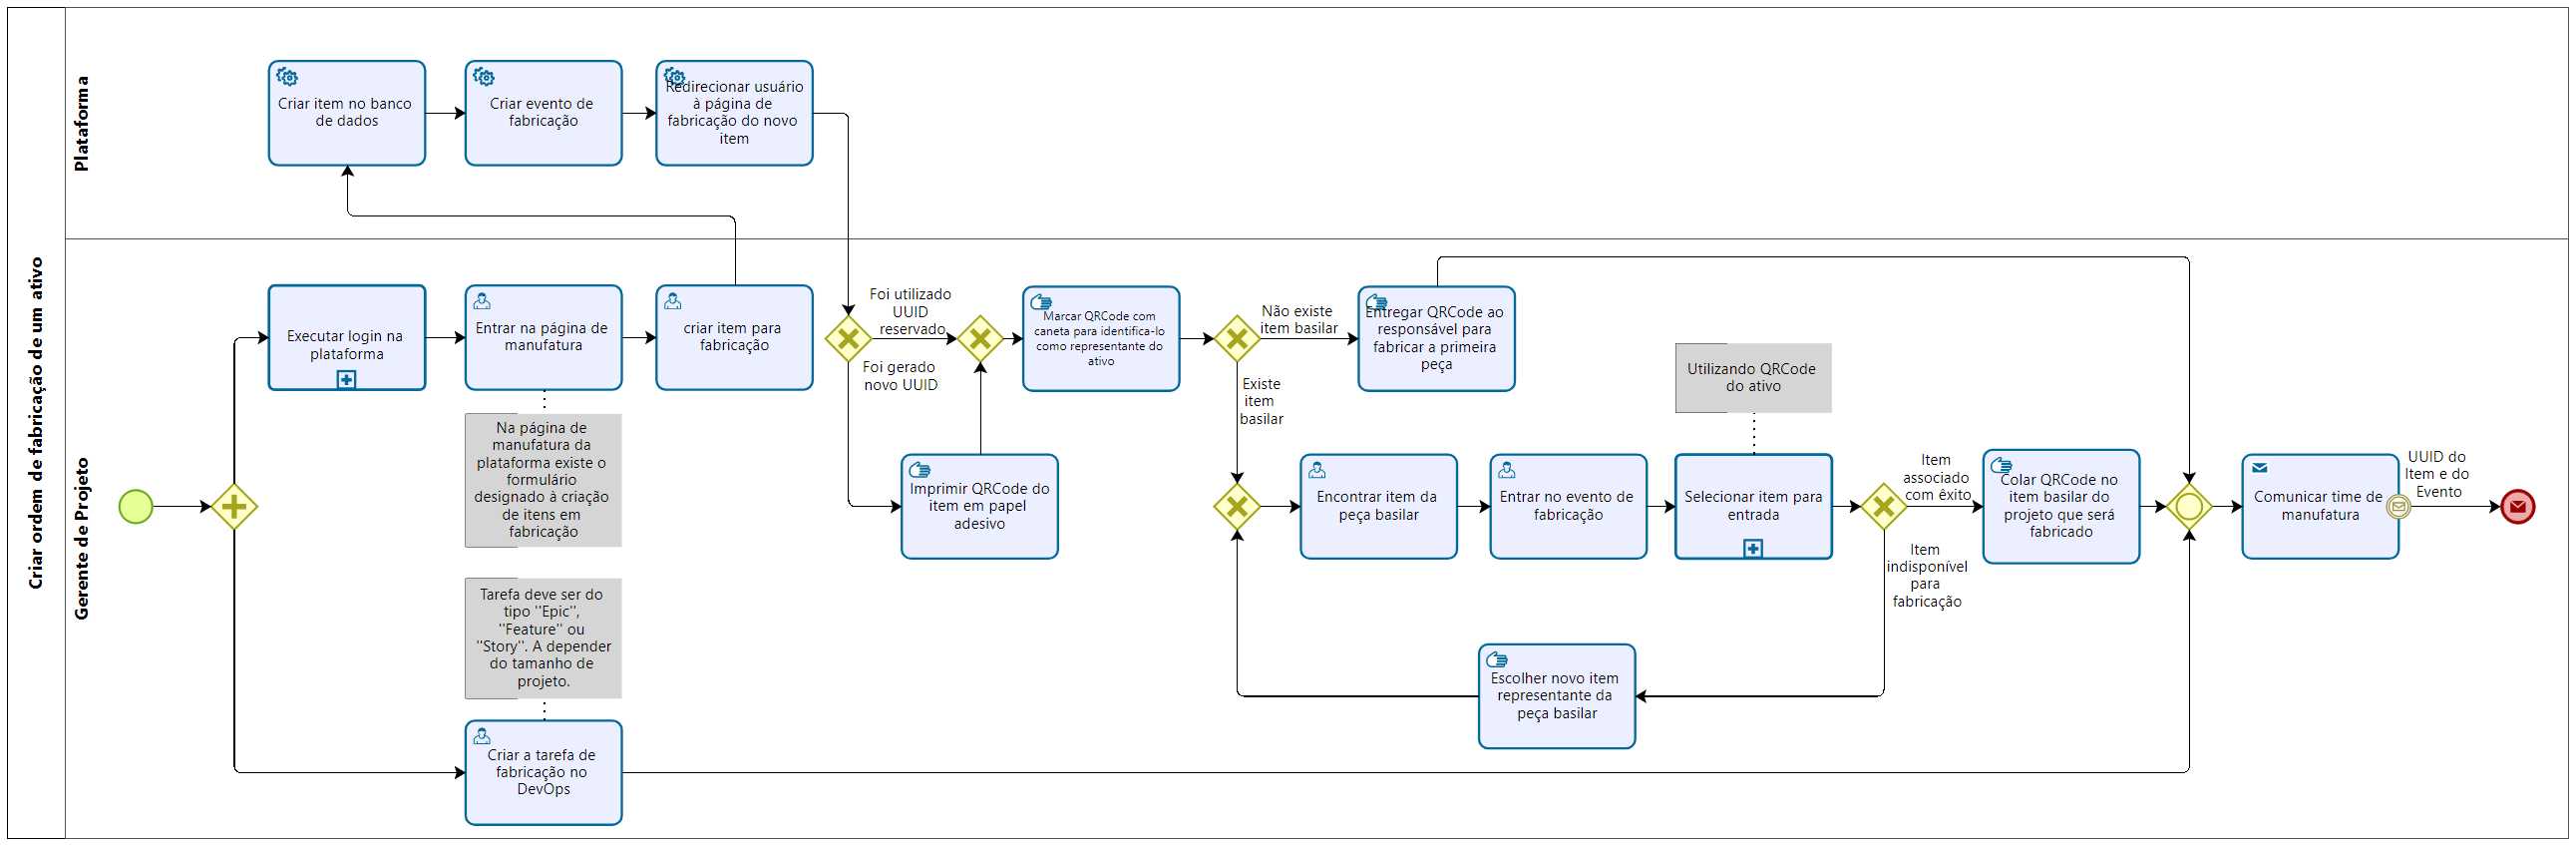 Criar ordem de fabricação de um ativo
Plataforma
Criar item no banco
de dados
Criar evento de
fabricação
Redirecionar usuário
à página de
fabricação do novo
item
Gerente de Projeto
Executar login na
plataforma
Entrar na página de
manufatura
criar item para
fabricação
Na página de
manufatura da
plataforma existe o
formulário
designado à criação
de itens em
fabricação
Tarefa deve ser do
tipo "Epic",
"Feature" ou
"Story". A depender
do tamanho de
projeto.
Criar a tarefa de
fabricação no
DevOps
Foi utilizado
UUID
reservado
Foi gerado
novo UUID
Imprimir QRCode do
item em papel
adesivo
Marcar QRCode com
caneta para identifica-lo
como representante do
ativo
Não existe
item basilar
Existe
item
basilar
Entregar QRCode ao
responsável para
fabricar a primeira
peça
Encontrar item da
peça basilar
Entrar no evento de
fabricação
Utilizando QRCode
do ativo
Selecionar item para
entrada
Item
associado
com êxito
Item
indisponível
para
fabricação
Escolher novo item
representante da
peça basilar
Colar QRCode no
item basilar do
projeto que será
fabricado
Comunicar time de
manufatura
UUID do
Item e do
Evento